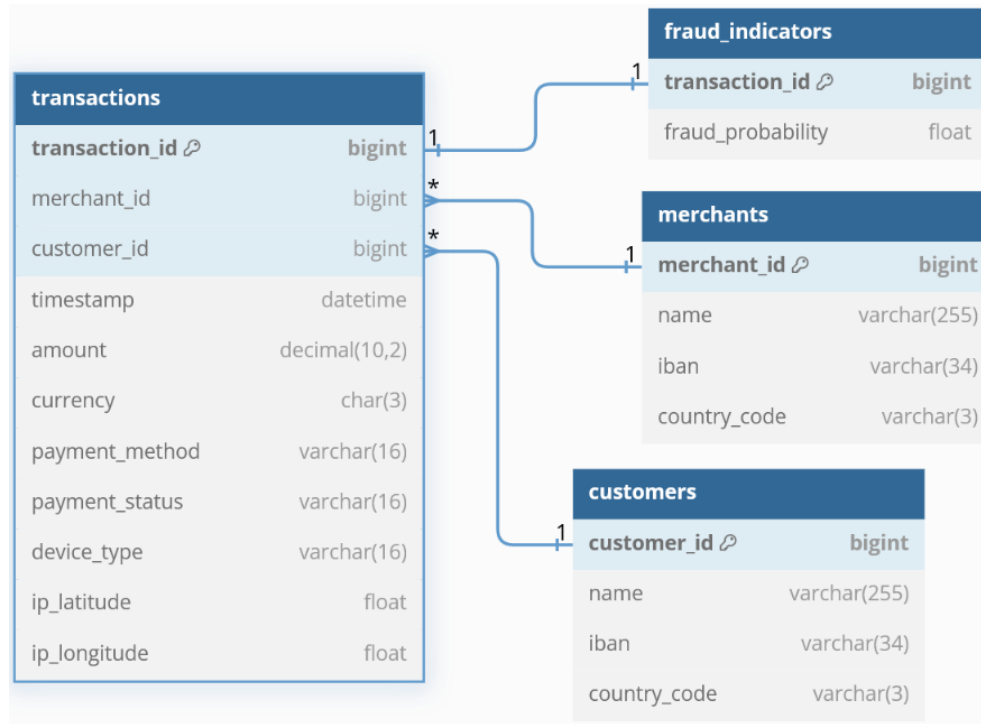 transactions
transaction_id bigint
merchant_id bigint
customer_id bigint
timestamp datetime
amount decimal(10,2)
currency char(3)
payment_method varchar(16)
payment_status varchar(16)
device_type varchar(16)
ip_latitude float
ip_longitude float
1
*
*
1
1
1
fraud_indicators
transaction_id bigint
fraud_probability float
merchants
merchant_id bigint
name varchar(255)
iban varchar(34)
country_code varchar(3)
customers
customer_id bigint
name varchar(255)
iban varchar(34)
country_code varchar(3)